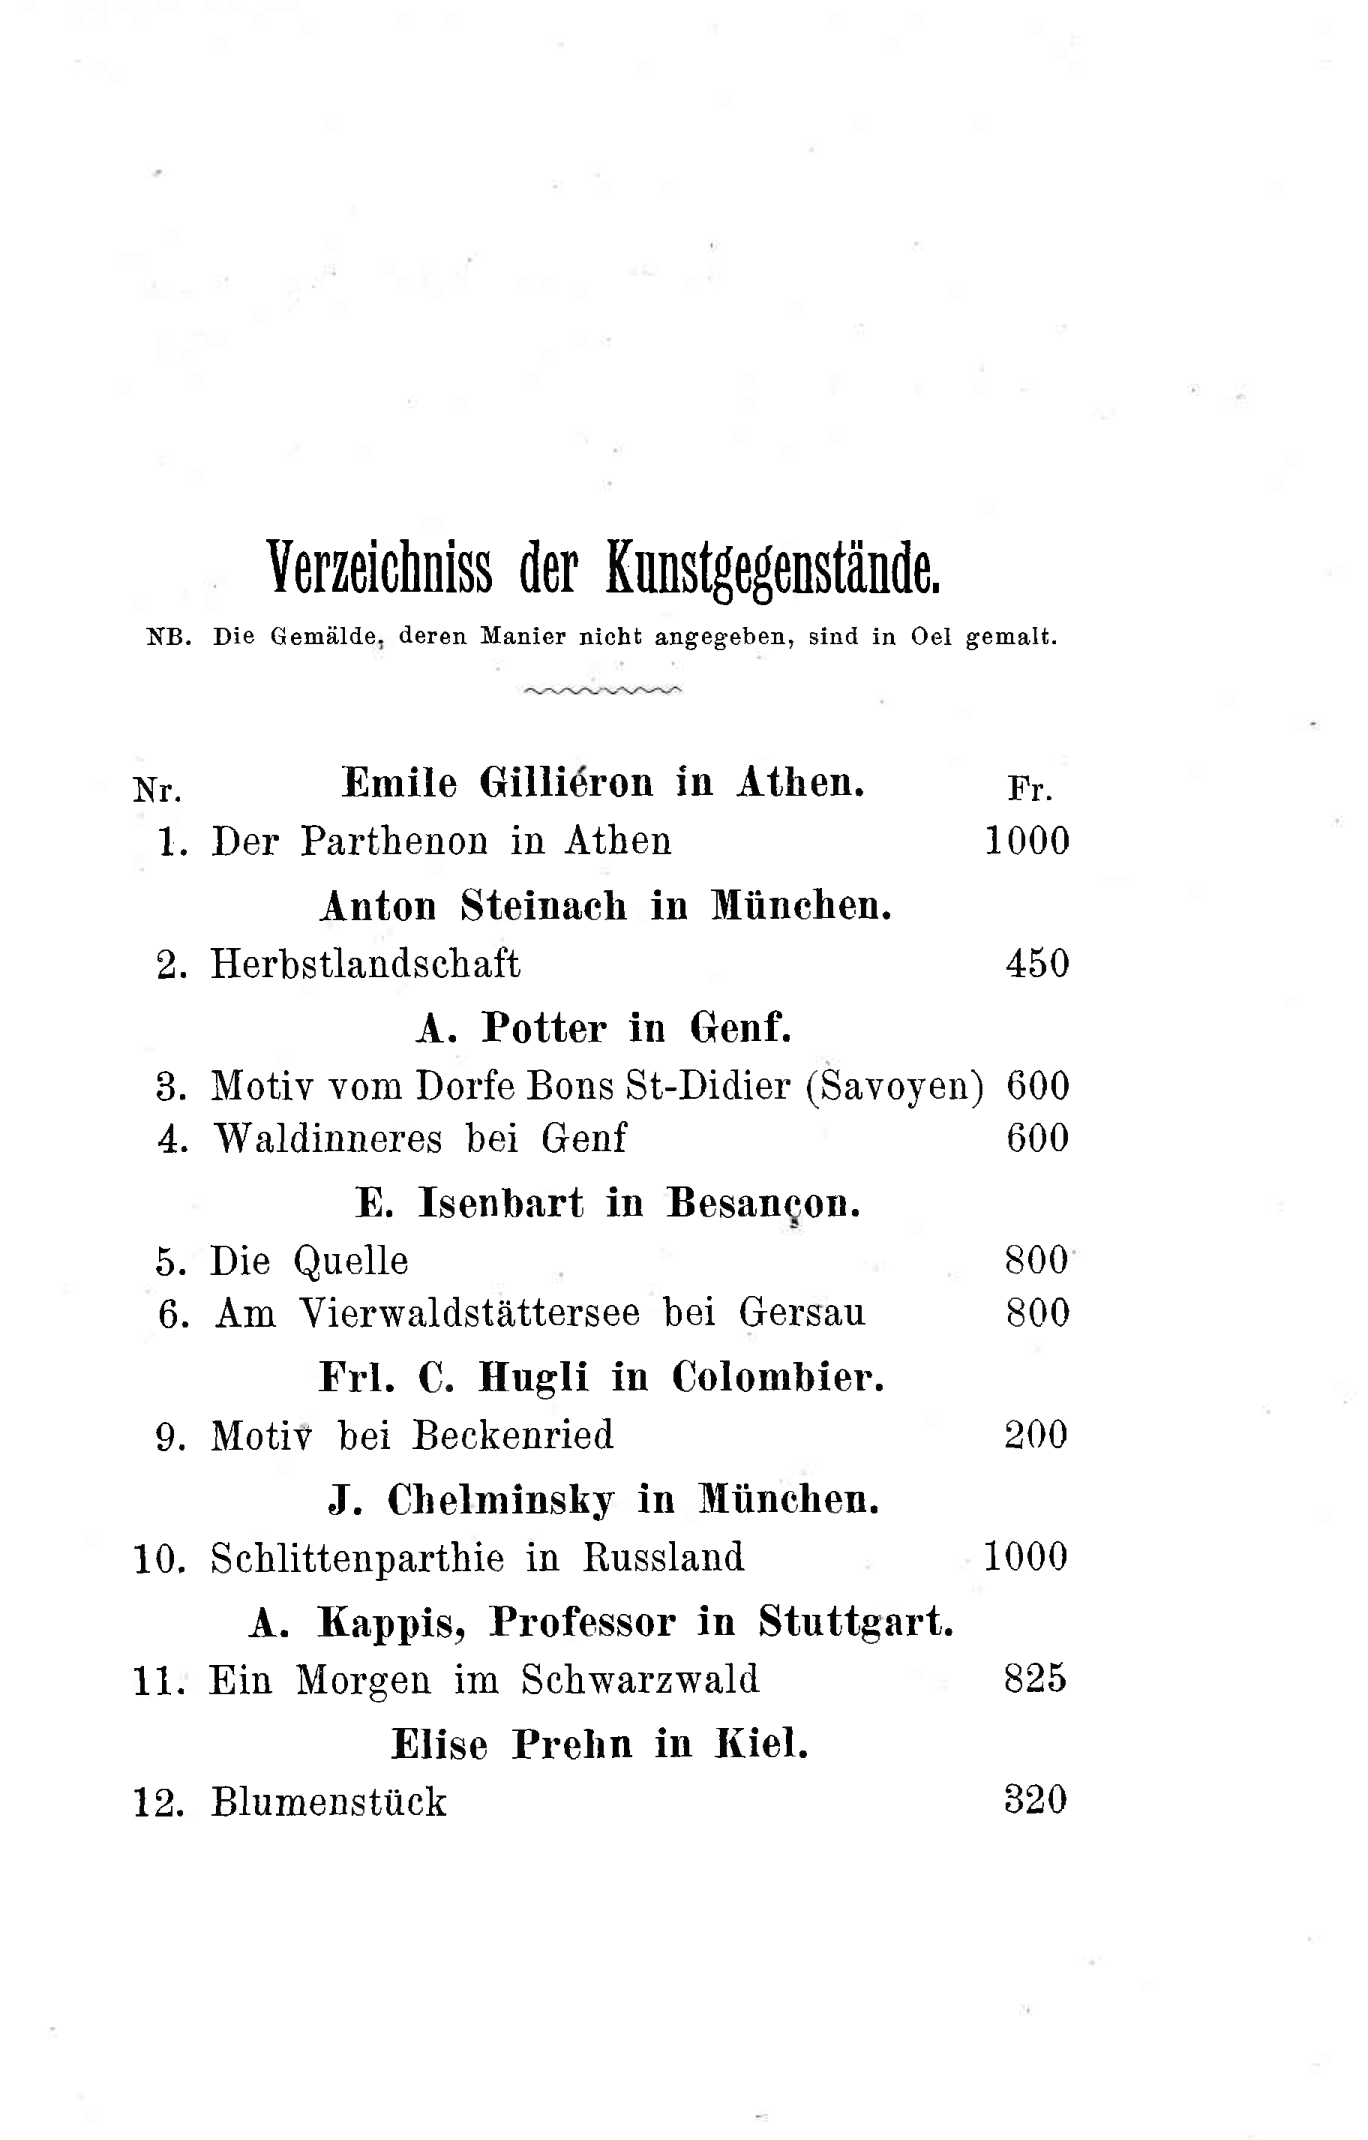 Verzeichniss der Kunstgegenstände.
NB. Die Gemälde, deren Manier nicht angegeben, sind in Oel gemalt.
Nr. Emile Gilliéron in Athen. Fr.
1. Der Parthenon in Athen 1000
Anton Steinach in München.
2. Herbstlandschaft 450
A. Potter in Genf.
3. Motiv vom Dorfe Bons St-Didier (Savoyen) 600
4. Waldinneres bei Genf 600
E. Isenbart in Besançon.
5. Die Quelle 800
6. Am Vierwaldstättersee bei Gersau 800
Frl. C. Hugli in Colombier.
9. Motiv bei Beckenried 200
J. Chelminsky in München.
10. Schlittenparthie in Russland 1000
A. Kappis, Professor in Stuttgart.
11. Ein Morgen im Schwarzwald 825
Elise Prehn in Kiel.
12. Blumenstück 320